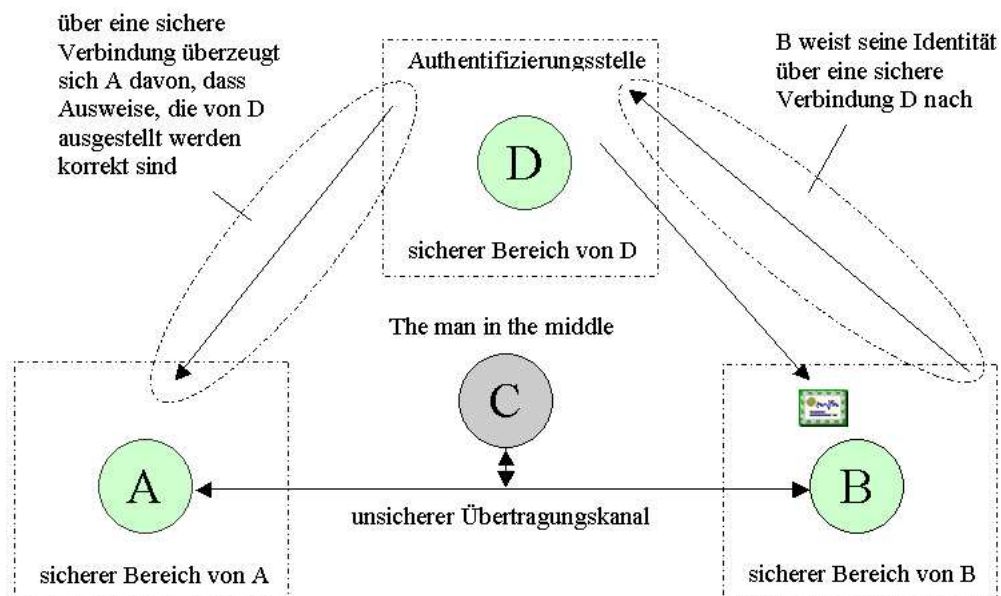 über eine sichere
Verbindung überzeugt
sich A davon, dass
Ausweise, die von D
ausgestellt werden
korrekt sind
Authentifizierungsstelle
D
sicherer Bereich von D
B weist seine Identität
über eine sichere
Verbindung D nach
The man in the middle
C
A
B
unsicherer Übertragungskanal
sicherer Bereich von A
sicherer Bereich von B